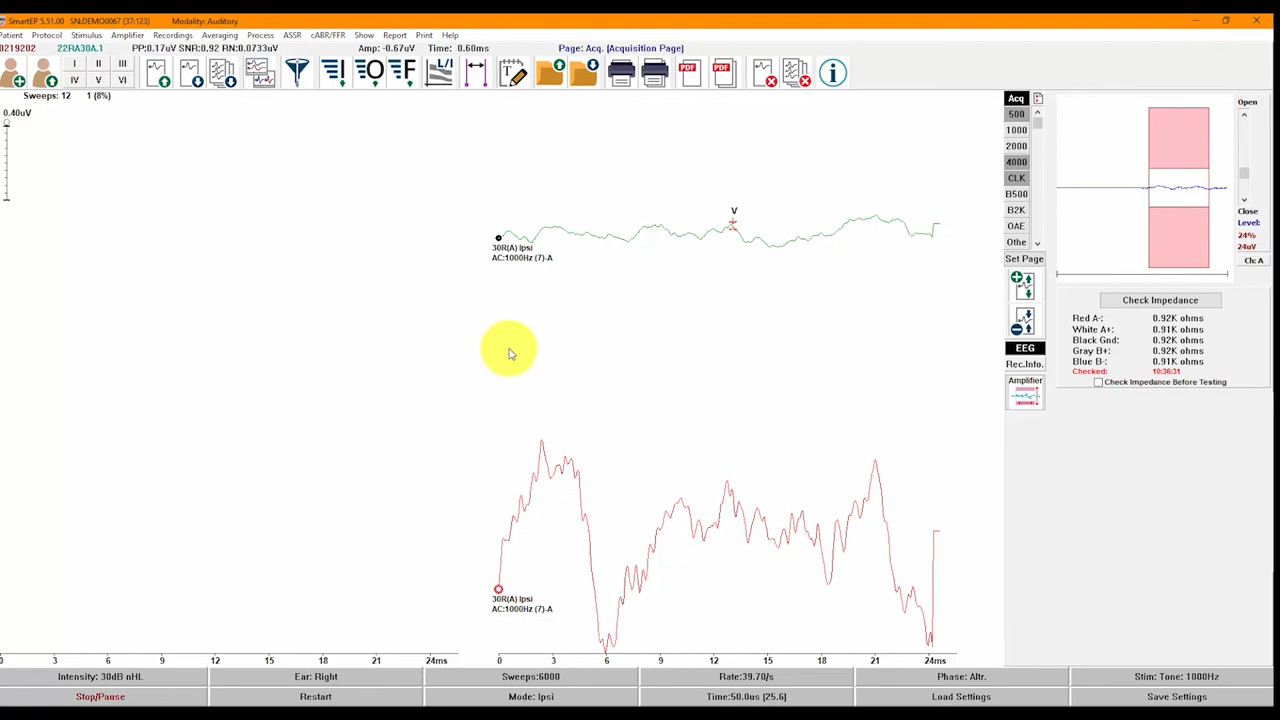 SmartEP 5.51.00 SN:DEMO0067 (37:123) Modality: Auditory
Patient Protocol Stimulus Amplifier Recordings Averaging Process ASSR cABR/FFR Show Report Print Help
0219202 22RA30A.1 PP:0.17uV SNR:0.92 RN:0.0733uV Amp: -0.67uV Time: 0.60ms Page: Acq. (Acquisition Page)
I II III
IV V VI
I O F L/I PDF PDF i
Sweeps: 12 1 (8%)
0.40uV
V
30R(A) Ipsi
AC:1000Hz (7)-A
30R(A) Ipsi
AC:1000Hz (7)-A
0 3 6 9 12 15 18 21 24ms 0 3 6 9 12 15 18 21 24ms
Acq
500
1000
2000
4000
CLK
B500
B2K
OAE
Othe
Set Page
EEG
Rec.Info.
Amplifier
Open
Close
Level:
24%
24uV
Ch: A
Check Impedance
Red A-: 0.92K ohms
White A+: 0.91K ohms
Black Gnd: 0.92K ohms
Gray B+: 0.92K ohms
Blue B-: 0.91K ohms
Checked: 10:36:31
Check Impedance Before Testing
Intensity: 30dB nHL Ear: Right Sweeps:6000 Rate:39.70/s Phase: Altr. Stim: Tone: 1000Hz
Stop/Pause Restart Mode: Ipsi Time:50.0us (25.6) Load Settings Save Settings